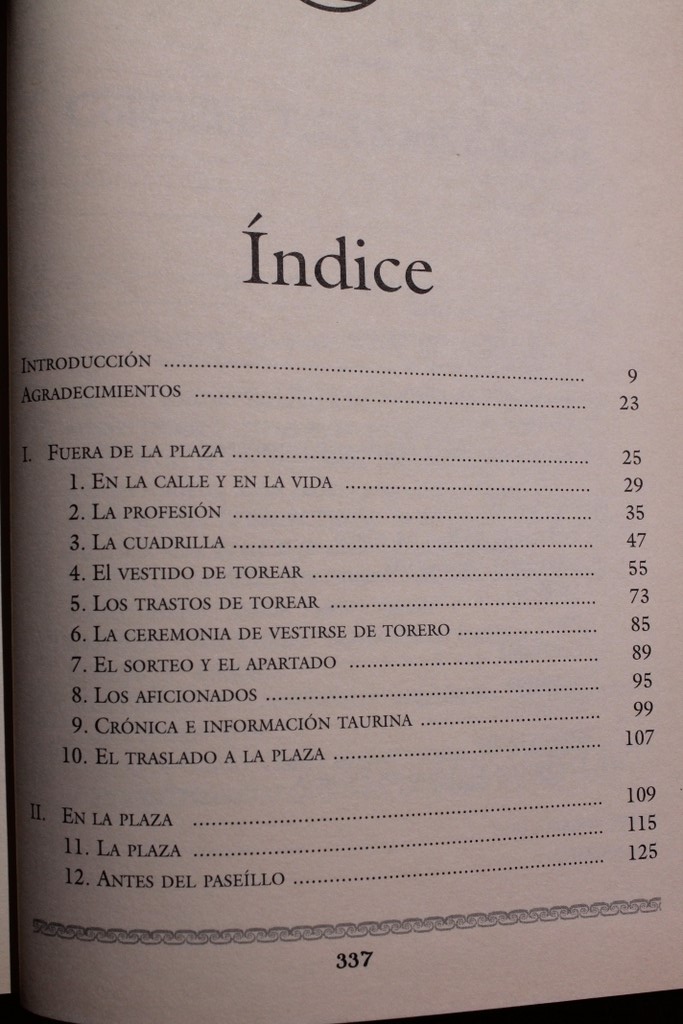 Índice
INTRODUCCIÓN ........ 9
AGRADECIMIENTOS ........ 23
I. FUERA DE LA PLAZA ........ 25
1. EN LA CALLE Y EN LA VIDA ........ 29
2. LA PROFESIÓN ........ 35
3. LA CUADRILLA ........ 47
4. El VESTIDO DE TOREAR ........ 55
5. LOS TRASTOS DE TOREAR ........ 73
6. LA CEREMONIA DE VESTIRSE DE TORERO ........ 85
7. EL SORTEO Y EL APARTADO ........ 89
8. LOS AFICIONADOS ........ 95
9. CRÓNICA E INFORMACIÓN TAURINA ........ 99
10. EL TRASLADO A LA PLAZA ........ 107
II. EN LA PLAZA ........ 109
11. LA PLAZA ........ 115
12. ANTES DEL PASEÍLLO ........ 125
337